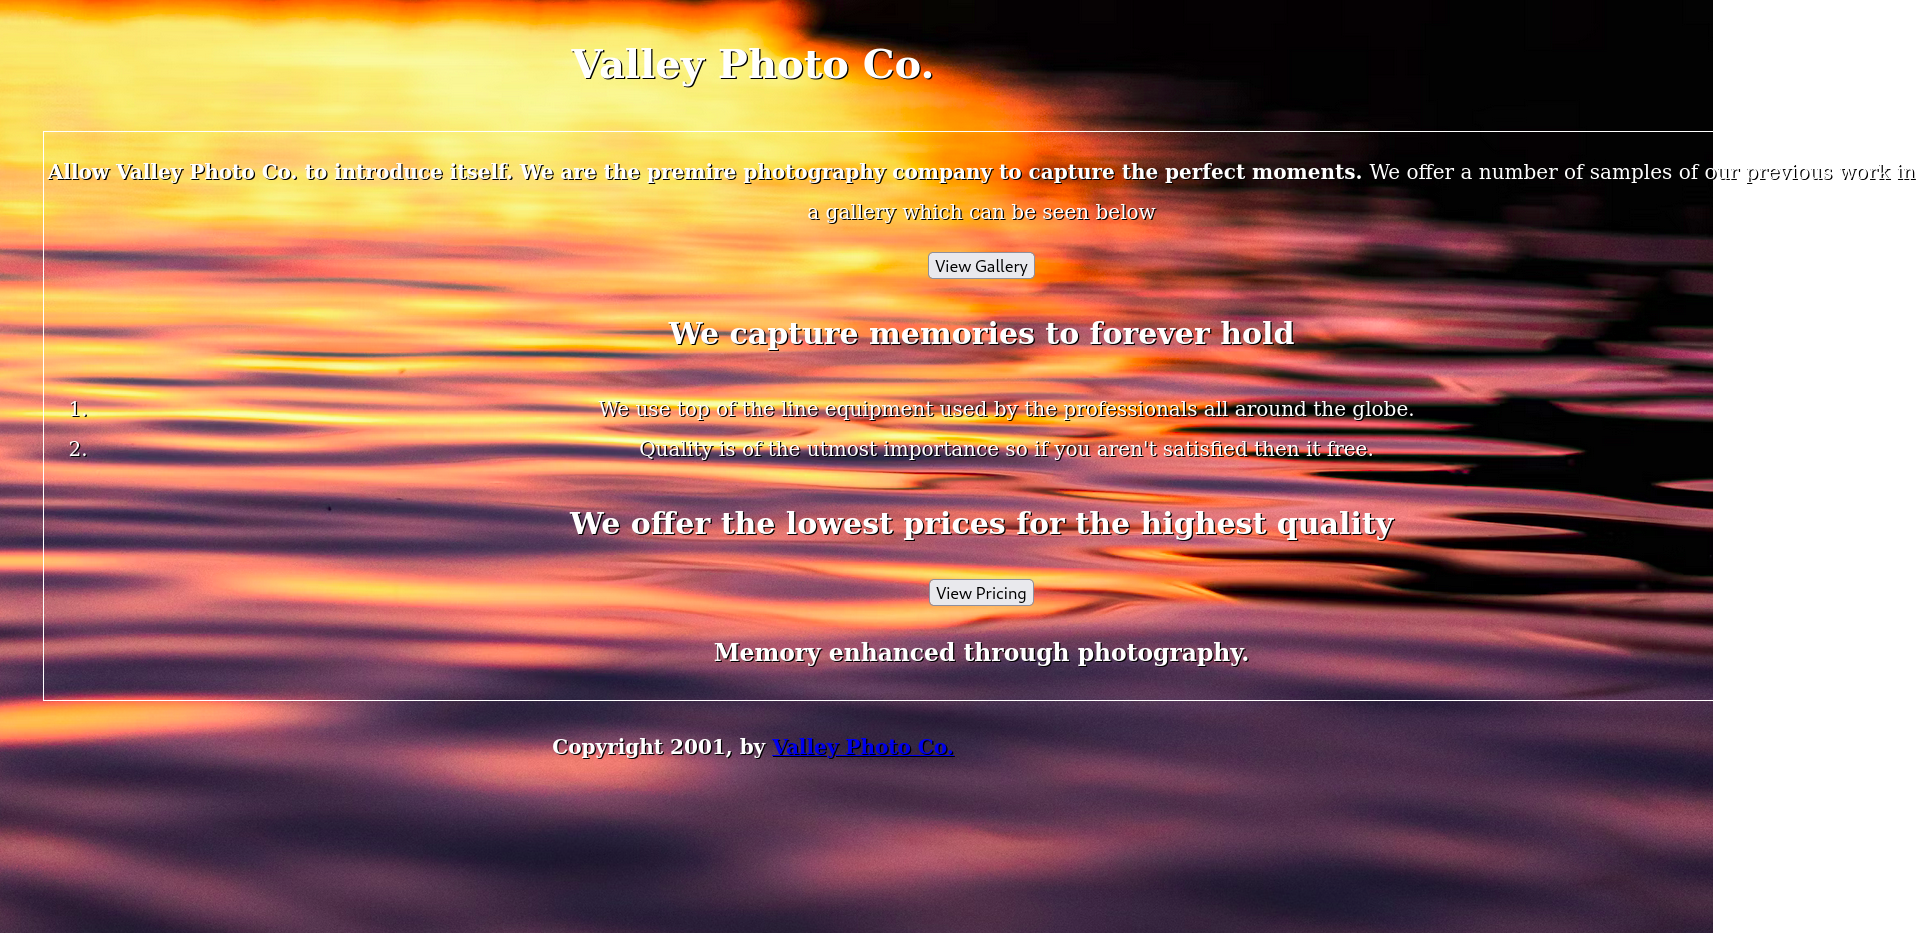 Valley Photo Co.
Allow Valley Photo Co. to introduce itself. We are the premire photography company to capture the perfect moments. We offer a number of samples of our previous work in
a gallery which can be seen below
View Gallery
We capture memories to forever hold
1. We use top of the line equipment used by the professionals all around the globe.
2. Quality is of the utmost importance so if you aren't satisfied then it free.
We offer the lowest prices for the highest quality
View Pricing
Memory enhanced through photography.
Copyright 2001, by Valley Photo Co.